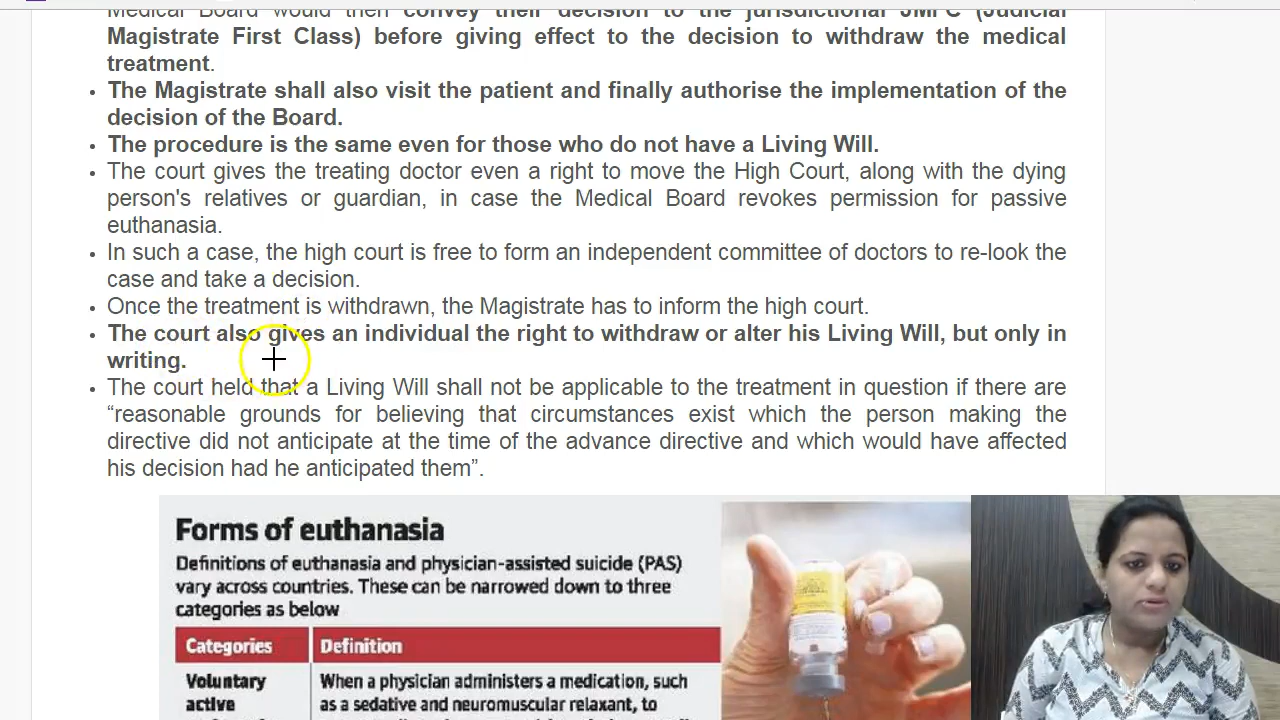 Medical Board would then convey their decision to the jurisdictional JMFC (Judicial
Magistrate First Class) before giving effect to the decision to withdraw the medical
treatment.
• The Magistrate shall also visit the patient and finally authorise the implementation of the
decision of the Board.
• The procedure is the same even for those who do not have a Living Will.
• The court gives the treating doctor even a right to move the High Court, along with the dying
person's relatives or guardian, in case the Medical Board revokes permission for passive
euthanasia.
• In such a case, the high court is free to form an independent committee of doctors to re-look the
case and take a decision.
• Once the treatment is withdrawn, the Magistrate has to inform the high court.
• The court also gives an individual the right to withdraw or alter his Living Will, but only in
writing.
• The court held that a Living Will shall not be applicable to the treatment in question if there are
“reasonable grounds for believing that circumstances exist which the person making the
directive did not anticipate at the time of the advance directive and which would have affected
his decision had he anticipated them”.
Forms of euthanasia
Definitions of euthanasia and physician-assisted suicide (PAS)
vary across countries. These can be narrowed down to three
categories as below
Categories Definition
Voluntary When a physician administers a medication, such
active as a sedative and neuromuscular relaxant, to